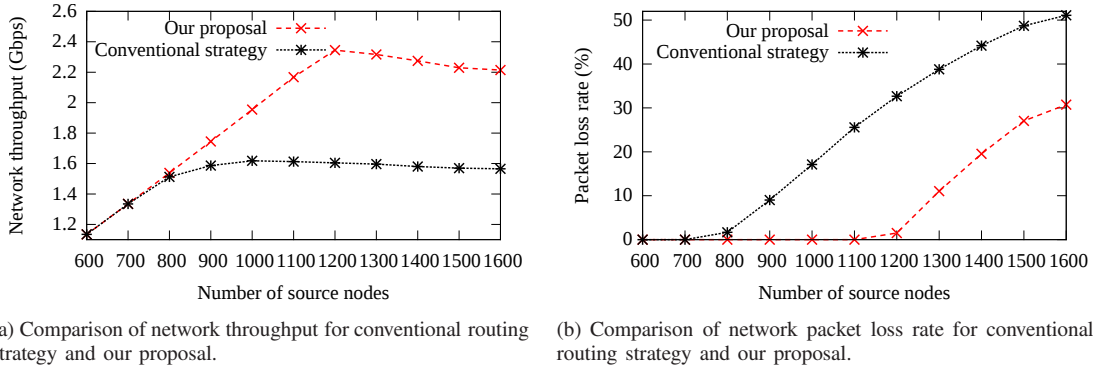 Network throughput (Gbps)
2.6
2.4
2.2
2
1.8
1.6
1.4
1.2
Our proposal
Conventional strategy
600 700 800 900 1000 1100 1200 1300 1400 1500 1600
Number of source nodes
Packet loss rate (%)
50
40
30
20
10
0
Our proposal
Conventional strategy
600 700 800 900 1000 1100 1200 1300 1400 1500 1600
Number of source nodes
a) Comparison of network throughput for conventional routing
trategy and our proposal.
(b) Comparison of network packet loss rate for conventional
routing strategy and our proposal.